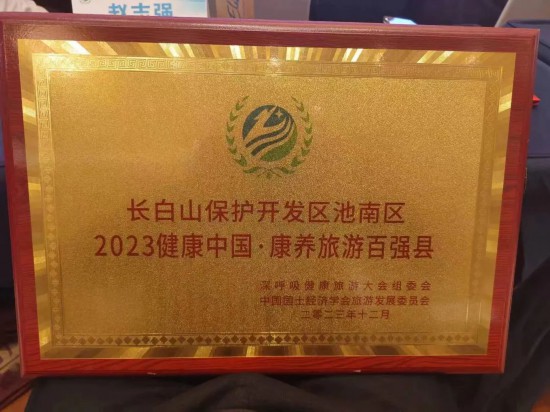 赵志强
长白山保护开发区池南区
2023健康中国·康养旅游百强县
深呼吸健康旅游大会组委会
中国国土经济学会旅游发展委员会
二零二三年十二月